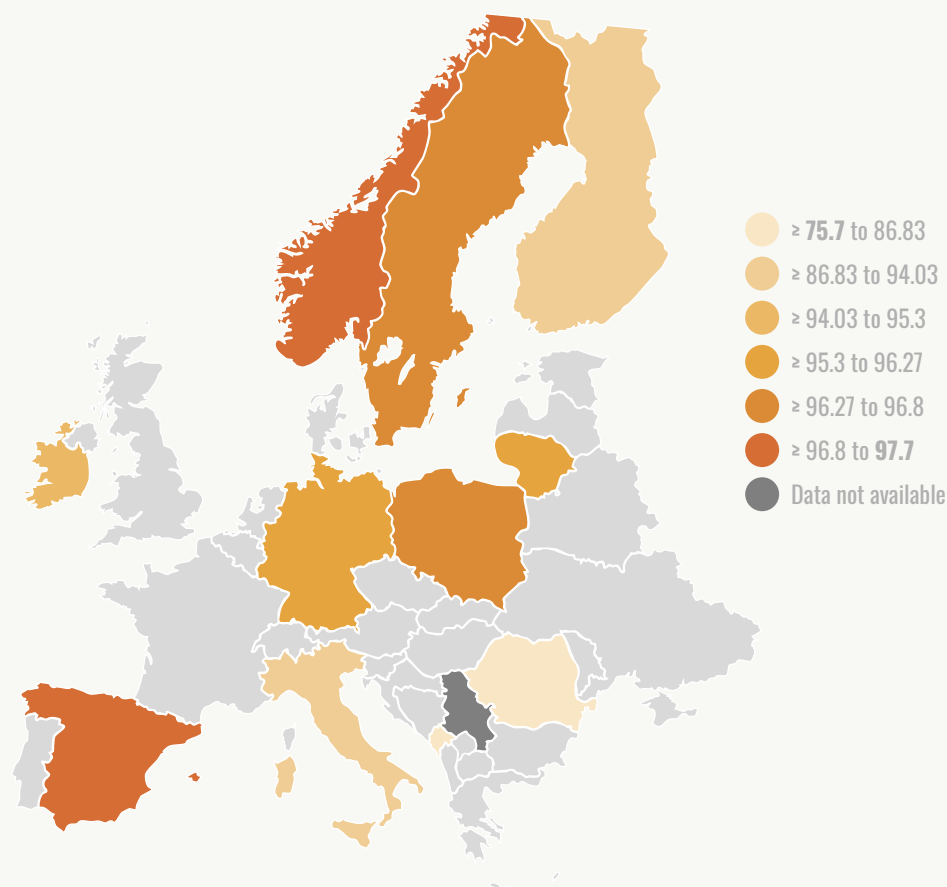 ≥ 75.7 to 86.83
≥ 86.83 to 94.03
≥ 94.03 to 95.3
≥ 95.3 to 96.27
≥ 96.27 to 96.8
≥ 96.8 to 97.7
Data not available